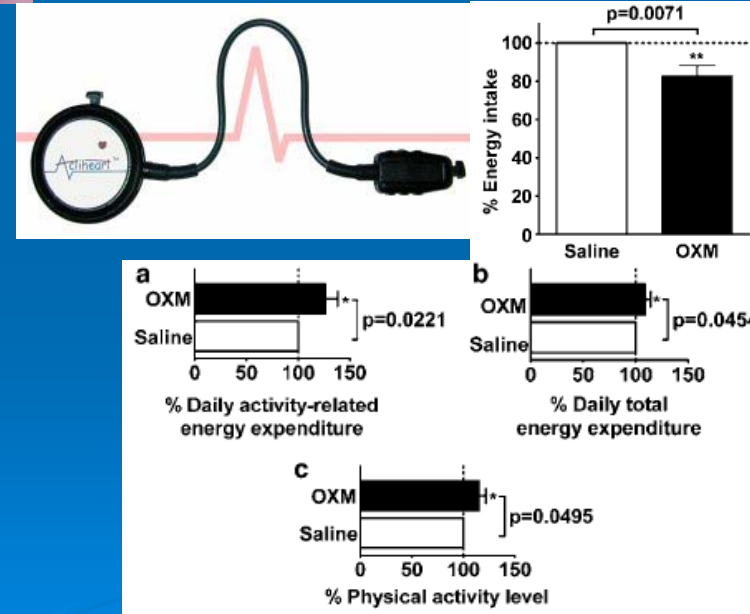 Actiheart™
p=0.0071
**
% Energy intake
100
80
60
40
20
0
Saline
OXM
a
OXM
Saline
*
p=0.0221
0 50 100 150
% Daily activity-related
energy expenditure
b
OXM
Saline
*
p=0.0454
0 50 100 150
% Daily total
energy expenditure
c
OXM
Saline
*
p=0.0495
0 50 100 150
% Physical activity level